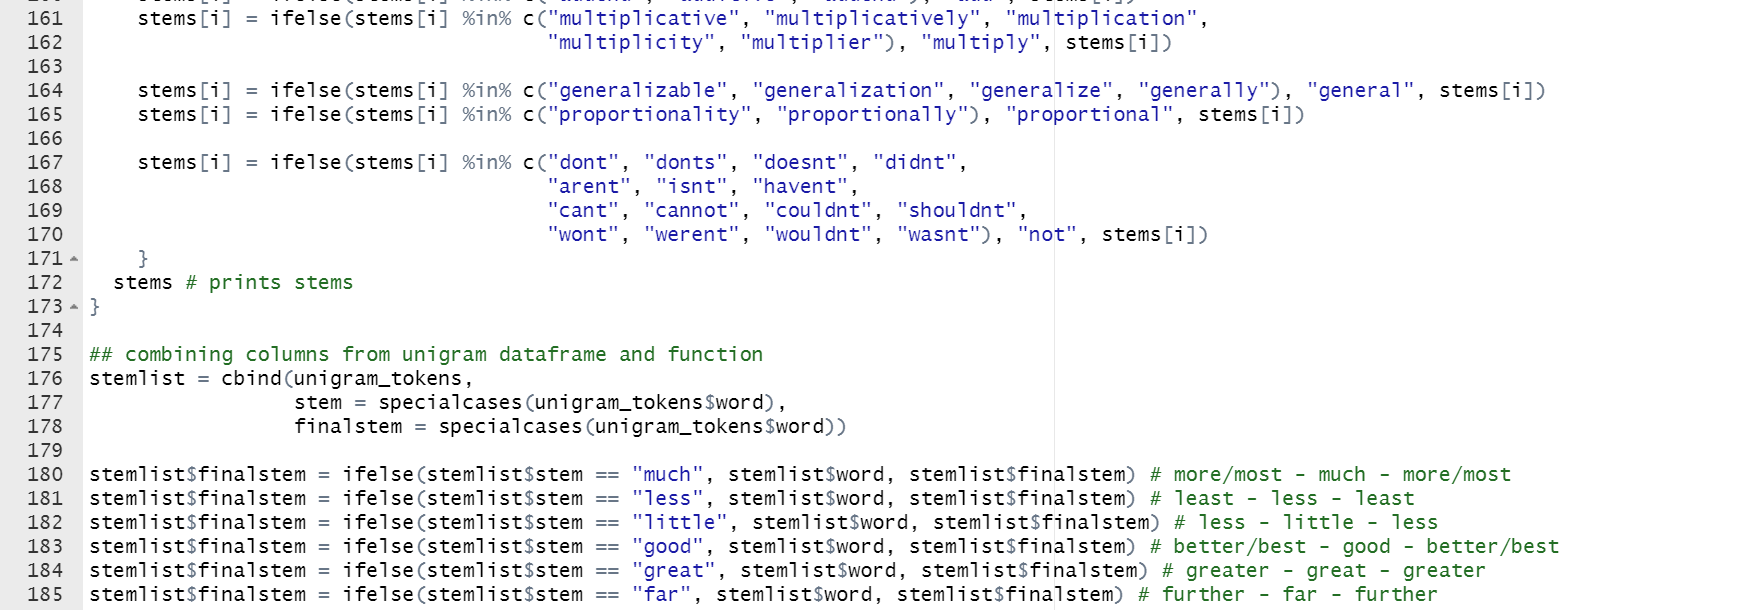 161 stems[i] = ifelse(stems[i] %in% c("multiplicative", "multiplicatively", "multiplication",
162 "multiplicity", "multiplier"), "multiply", stems[i])
163
164 stems[i] = ifelse(stems[i] %in% c("generalizable", "generalization", "generalize", "generally"), "general", stems[i])
165 stems[i] = ifelse(stems[i] %in% c("proportionality", "proportionally"), "proportional", stems[i])
166
167 stems[i] = ifelse(stems[i] %in% c("dont", "donts", "doesnt", "didnt",
168 "arent", "isnt", "havent",
169 "cant", "cannot", "couldnt", "shouldnt",
170 "wont", "werent", "wouldnt", "wasnt"), "not", stems[i])
171 }
172 stems # prints stems
173 }
174
175 ## combining columns from unigram dataframe and function
176 stemlist = cbind(unigram_tokens,
177 stem = specialcases(unigram_tokens$word),
178 finalstem = specialcases(unigram_tokens$word))
179
180 stemlist$finalstem = ifelse(stemlist$stem == "much", stemlist$word, stemlist$finalstem) # more/most - much - more/most
181 stemlist$finalstem = ifelse(stemlist$stem == "less", stemlist$word, stemlist$finalstem) # least - less - least
182 stemlist$finalstem = ifelse(stemlist$stem == "little", stemlist$word, stemlist$finalstem) # less - little - less
183 stemlist$finalstem = ifelse(stemlist$stem == "good", stemlist$word, stemlist$finalstem) # better/best - good - better/best
184 stemlist$finalstem = ifelse(stemlist$stem == "great", stemlist$word, stemlist$finalstem) # greater - great - greater
185 stemlist$finalstem = ifelse(stemlist$stem == "far", stemlist$word, stemlist$finalstem) # further - far - further